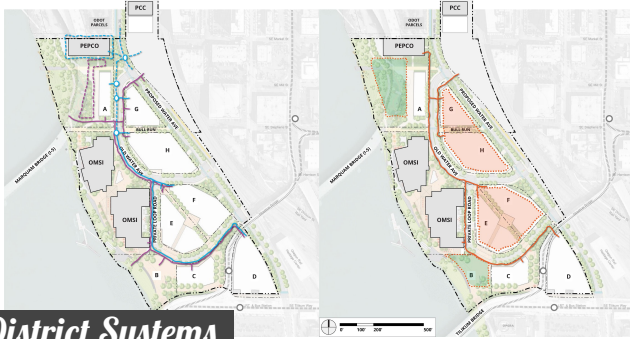 PCC
ODOT
PARCELS
PEPCO
A
G
PROPOSED WATER AVE
BULL RUN
H
OLD WATER AVE
MARQUAM BRIDGE (I-5)
OMSI
OMSI
PRIVATE LOOP ROAD
F
E
B
C
D
District Systems
PCC
ODOT
PARCELS
PEPCO
A
G
PROPOSED WATER AVE
BULL RUN
H
OLD WATER AVE
MARQUAM BRIDGE (I-5)
OMSI
OMSI
PRIVATE LOOP ROAD
F
E
B
C
D
TILIKUM BRIDGE
0' 100' 200' 500'